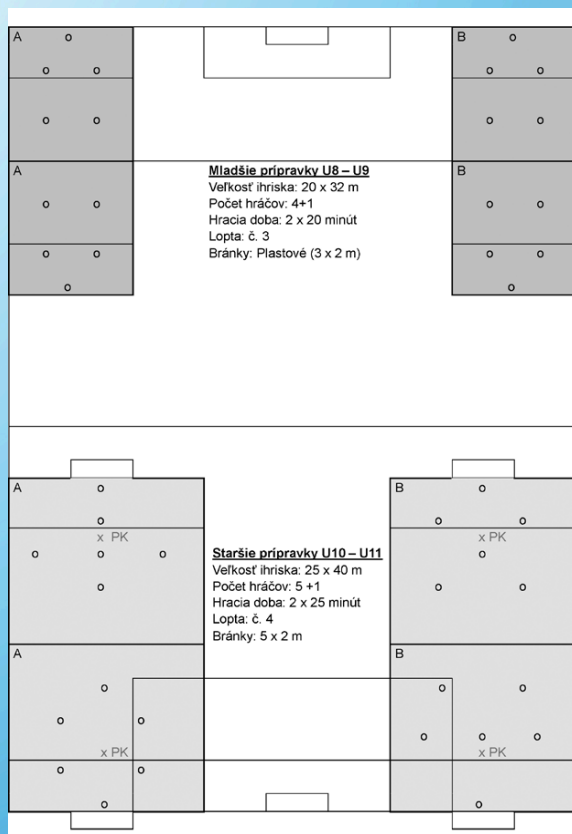 A
B
A
B
Mladšie prípravky U8 – U9
Veľkosť ihriska: 20 x 32 m
Počet hráčov: 4+1
Hracia doba: 2 x 20 minút
Lopta: č. 3
Bránky: Plastové (3 x 2 m)
A
B
x PK
x PK
Staršie prípravky U10 – U11
Veľkosť ihriska: 25 x 40 m
Počet hráčov: 5 +1
Hracia doba: 2 x 25 minút
Lopta: č. 4
Bránky: 5 x 2 m
A
B
x PK
x PK